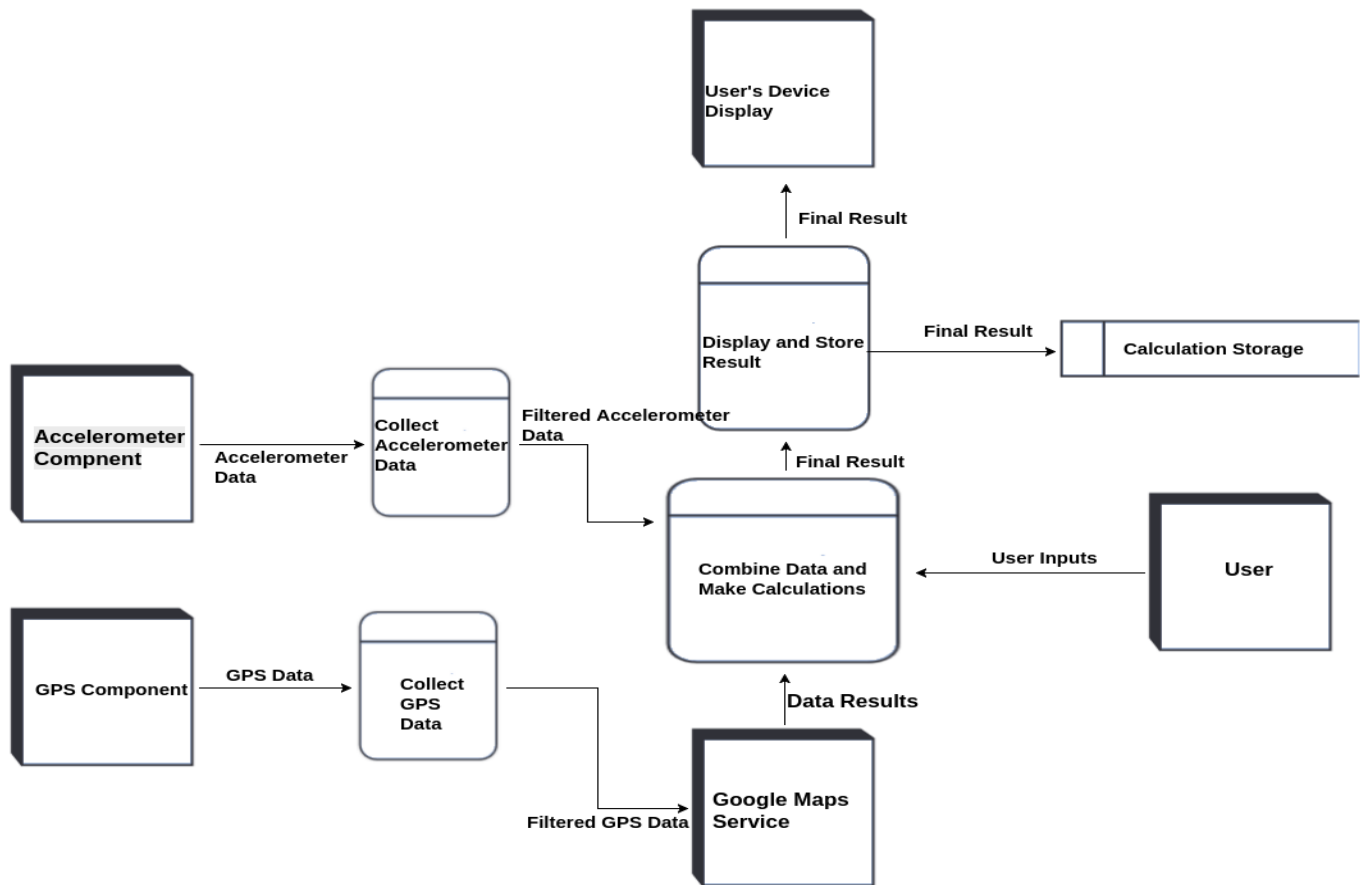 User's Device
Display
Final Result
Display and Store
Result
Final Result
Calculation Storage
Accelerometer
Compnent
Accelerometer
Data
Collect
Accelerometer
Data
Filtered Accelerometer
Data
Final Result
Combine Data and
Make Calculations
User Inputs
User
GPS Component
GPS Data
Collect
GPS
Data
Filtered GPS Data
Data Results
Google Maps
Service